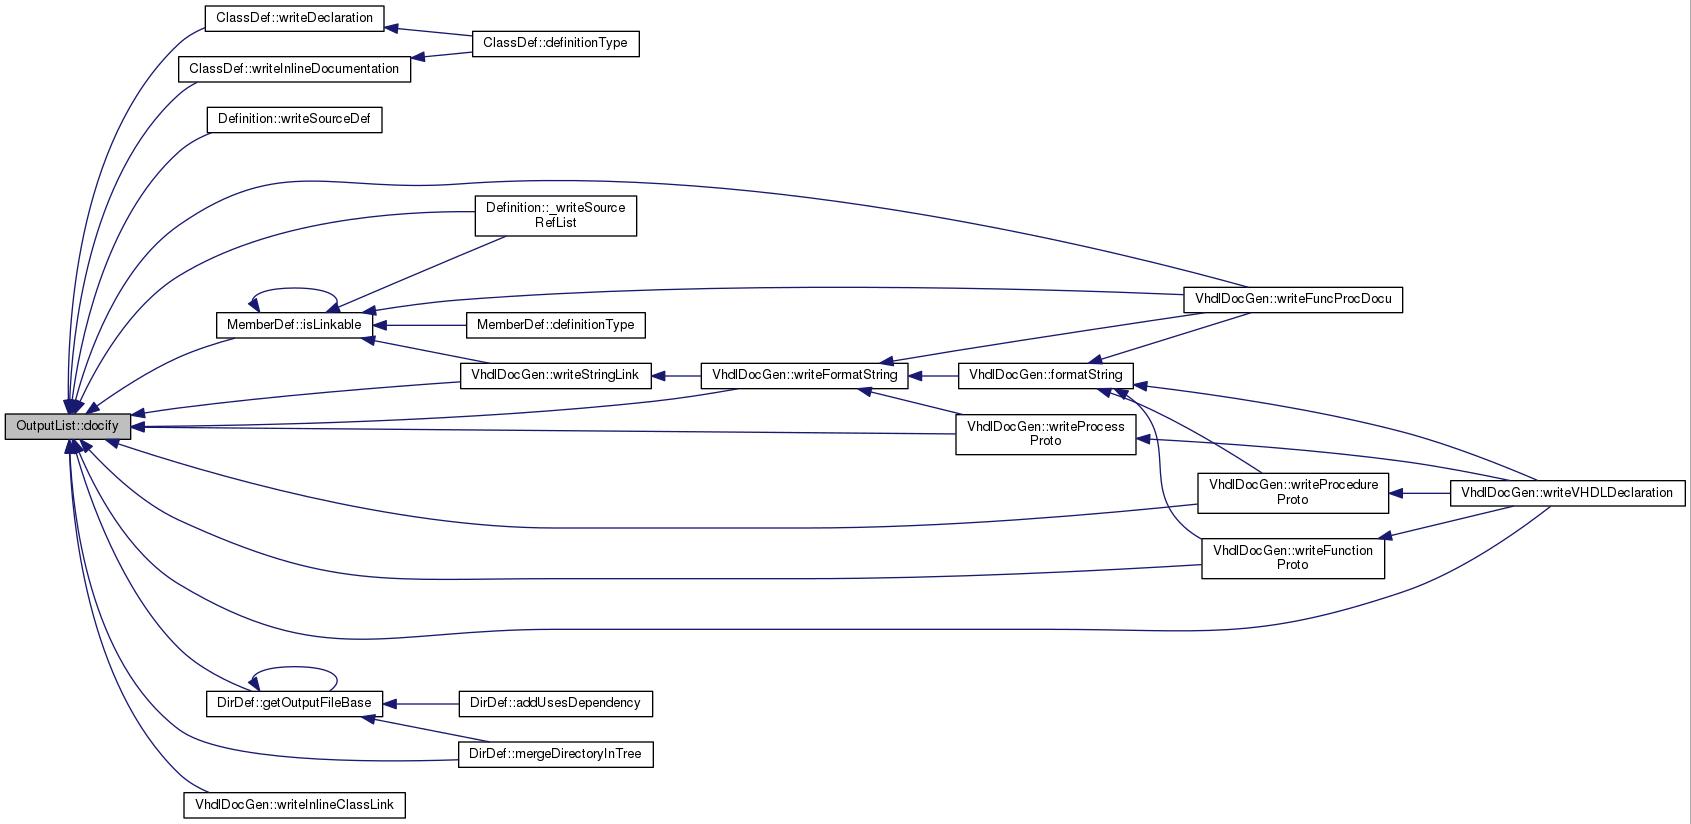 ClassDef::writeDeclaration
ClassDef::definitionType
ClassDef::writeInlineDocumentation
Definition::writeSourceDef
Definition::_writeSource
RefList
VhdlDocGen::writeFuncProcDocu
MemberDef::isLinkable
MemberDef::definitionType
VhdlDocGen::writeStringLink
VhdlDocGen::writeFormatString
VhdlDocGen::formatString
OutputList::docify
VhdlDocGen::writeProcess
Proto
VhdlDocGen::writeProcedure
Proto
VhdlDocGen::writeVHDLDeclaration
VhdlDocGen::writeFunction
Proto
DirDef::getOutputFileBase
DirDef::addUsesDependency
DirDef::mergeDirectoryInTree
VhdlDocGen::writeInlineClassLink